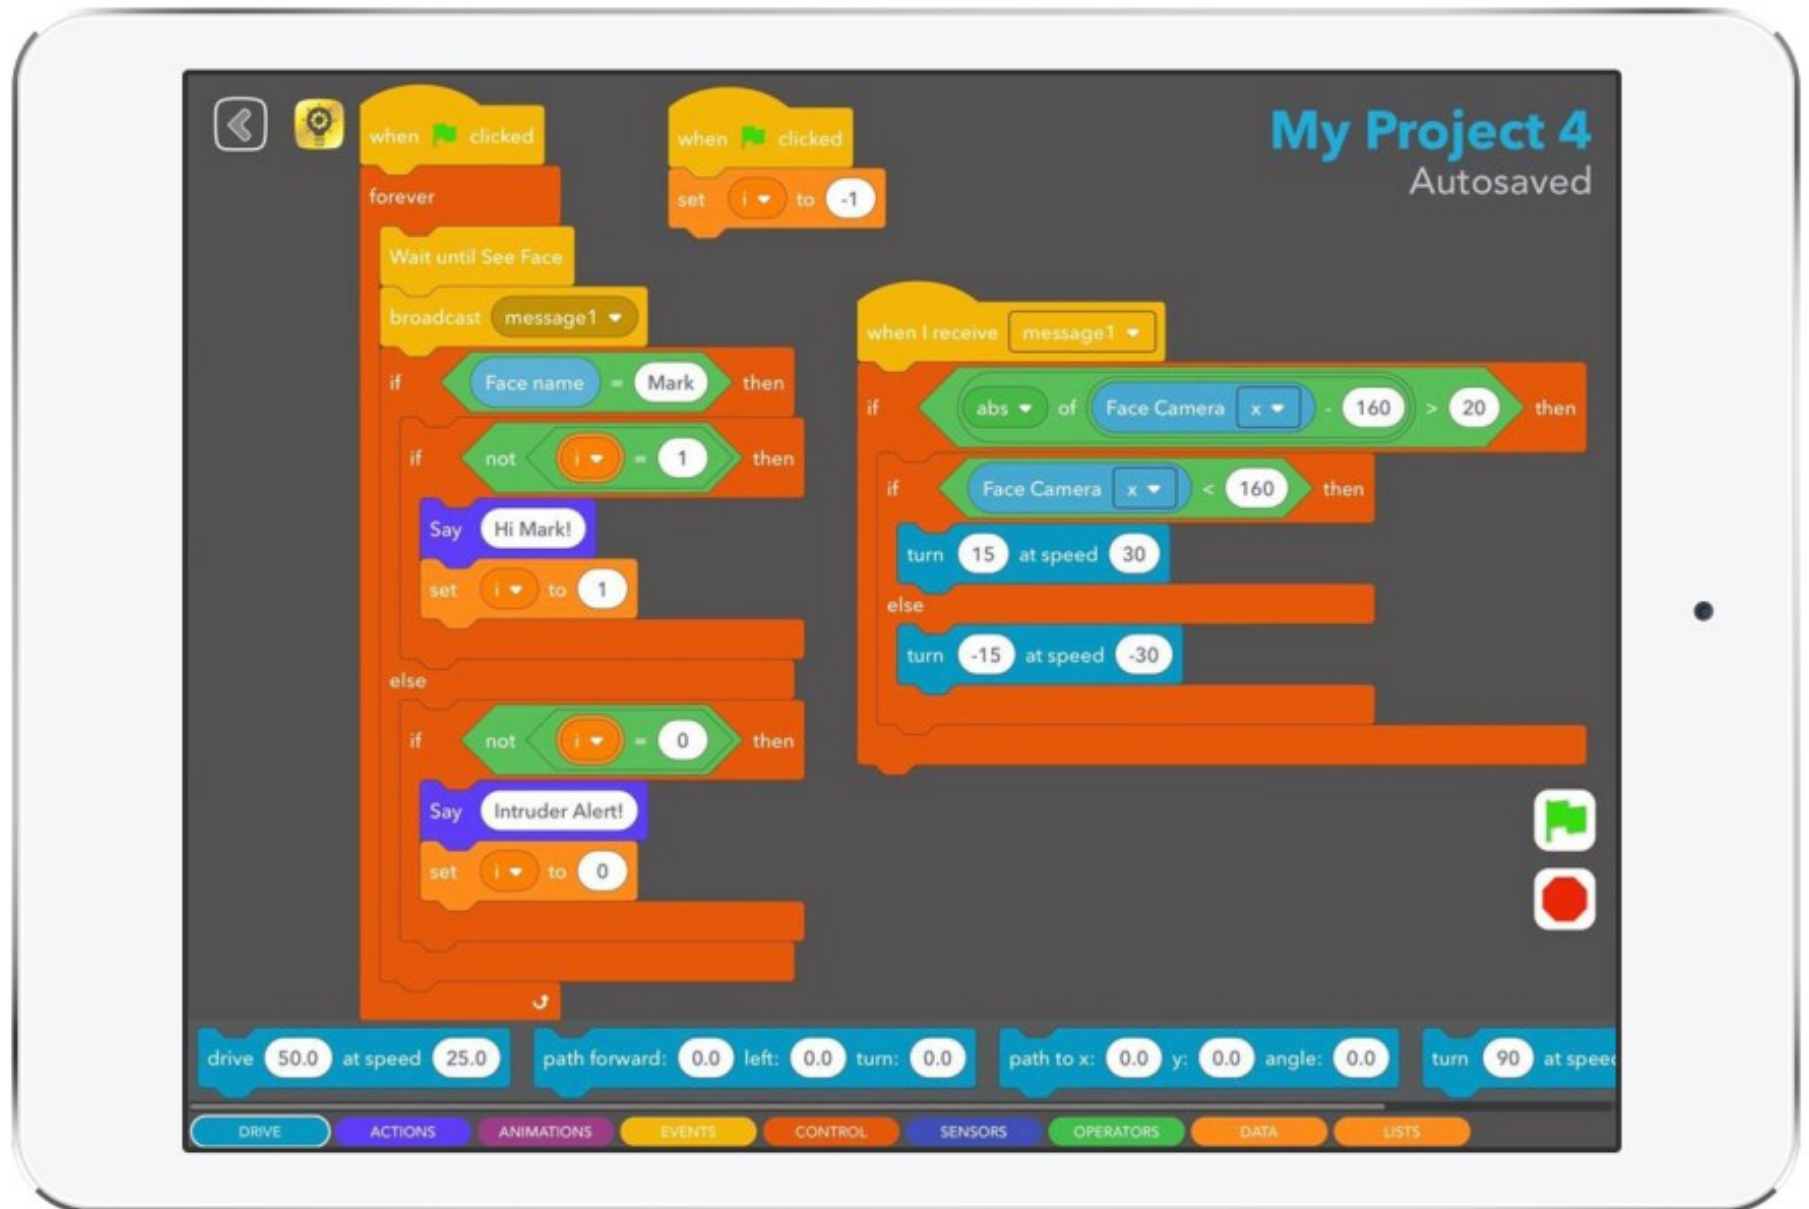 when clicked
forever
Wait until See Face
broadcast message1
if Face name = Mark then
if not i = 1 then
Say Hi Mark!
set i to 1
else
if not i = 0 then
Say Intruder Alert!
set i to 0
when clicked
set i to -1
My Project 4
Autosaved
when I receive message1
if abs of Face Camera x - 160 > 20 then
if Face Camera x < 160 then
turn 15 at speed 30
else
turn -15 at speed -30
drive 50.0 at speed 25.0
path forward: 0.0 left: 0.0 turn: 0.0
path to x: 0.0 y: 0.0 angle: 0.0
turn 90 at speed
DRIVE
ACTIONS
ANIMATIONS
EVENTS
CONTROL
SENSORS
OPERATORS
DATA
LISTS